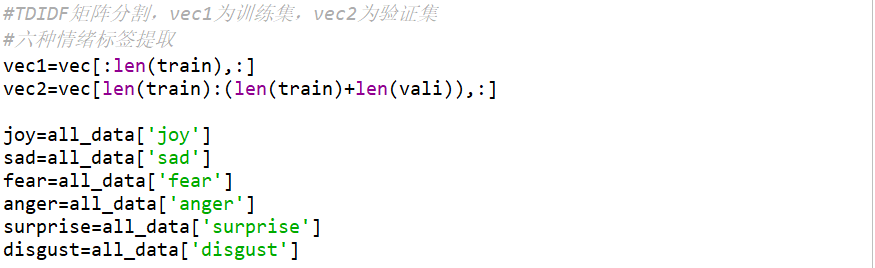 #TDIDF矩阵分割，vec1为训练集，vec2为验证集
#六种情绪标签提取
vec1=vec[:len(train),:]
vec2=vec[len(train):(len(train)+len(vali)),:]
joy=all_data['joy']
sad=all_data['sad']
fear=all_data['fear']
anger=all_data['anger']
surprise=all_data['surprise']
disgust=all_data['disgust']